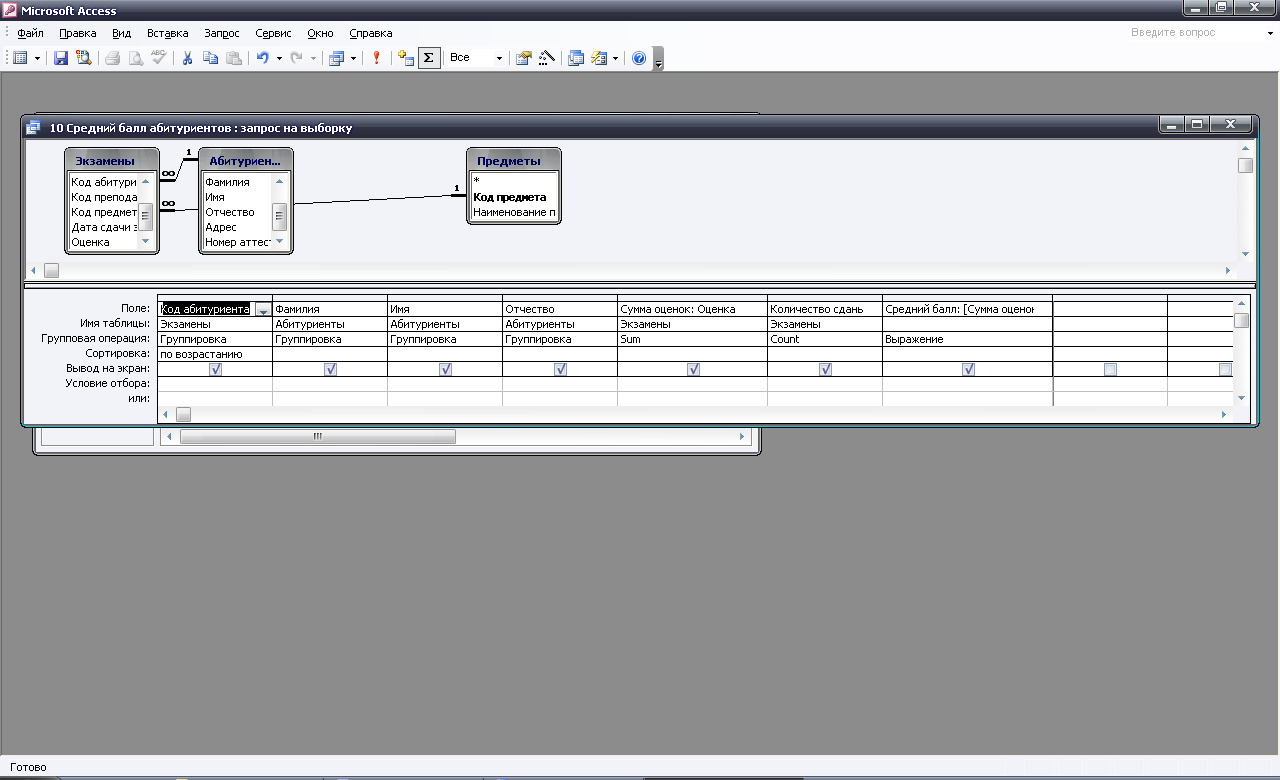 Microsoft Access
Файл Правка Вид Вставка Запрос Сервис Окно Справка Введите вопрос
Все
10 Средний балл абитуриентов : запрос на выборку
Экзамены
Код абитури
Код препода
Код предмет
Дата сдачи э
Оценка
1
∞
∞
Абитуриен...
Фамилия
Имя
Отчество
Адрес
Номер аттест
1
Предметы
*
Код предмета
Наименование п
Поле: Код абитуриента Фамилия Имя Отчество Сумма оценок: Оценка Количество сдань Средний балл: [Сумма оценок
Имя таблицы: Экзамены Абитуриенты Абитуриенты Абитуриенты Экзамены Экзамены
Групповая операция: Группировка Группировка Группировка Группировка Sum Count Выражение
Сортировка: по возрастанию
Вывод на экран:
Условие отбора:
или:
Готово